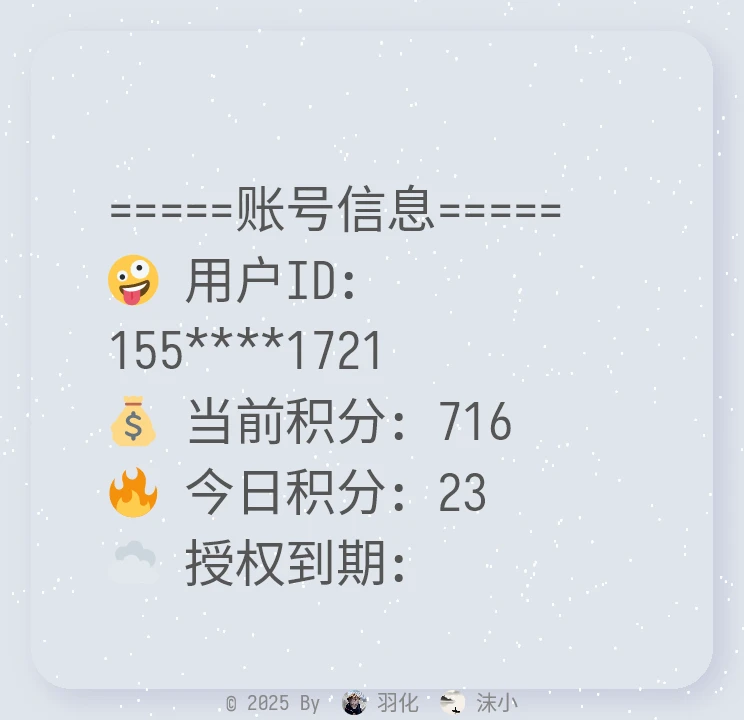 =====账号信息=====
🤪 用户ID:
155****1721
💰 当前积分: 716
🔥 今日积分: 23
☁️ 授权到期:
© 2025 By 羽化 沫小